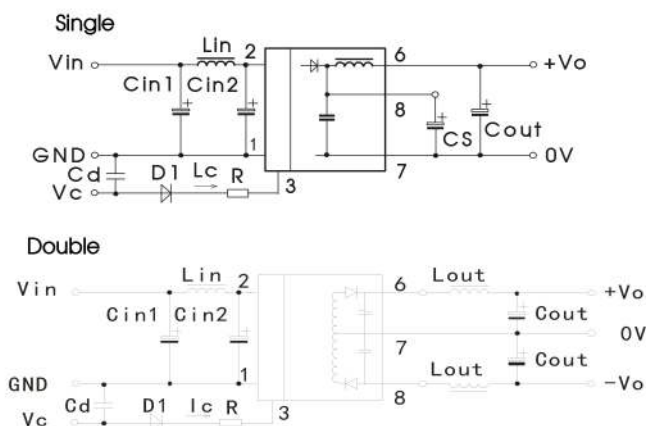 Single
Vin Lin 2 6 +Vo
Cin1 Cin2 8
CS Cout
GND 1 7 0V
Cd D1 Lc R 3
Vc
Double
Vin Lin 2 6 Lout +Vo
Cin1 Cin2 Cout
7 0V
Cout
GND 1 Lout -Vo
8
Cd D1 Ic R 3
Vc